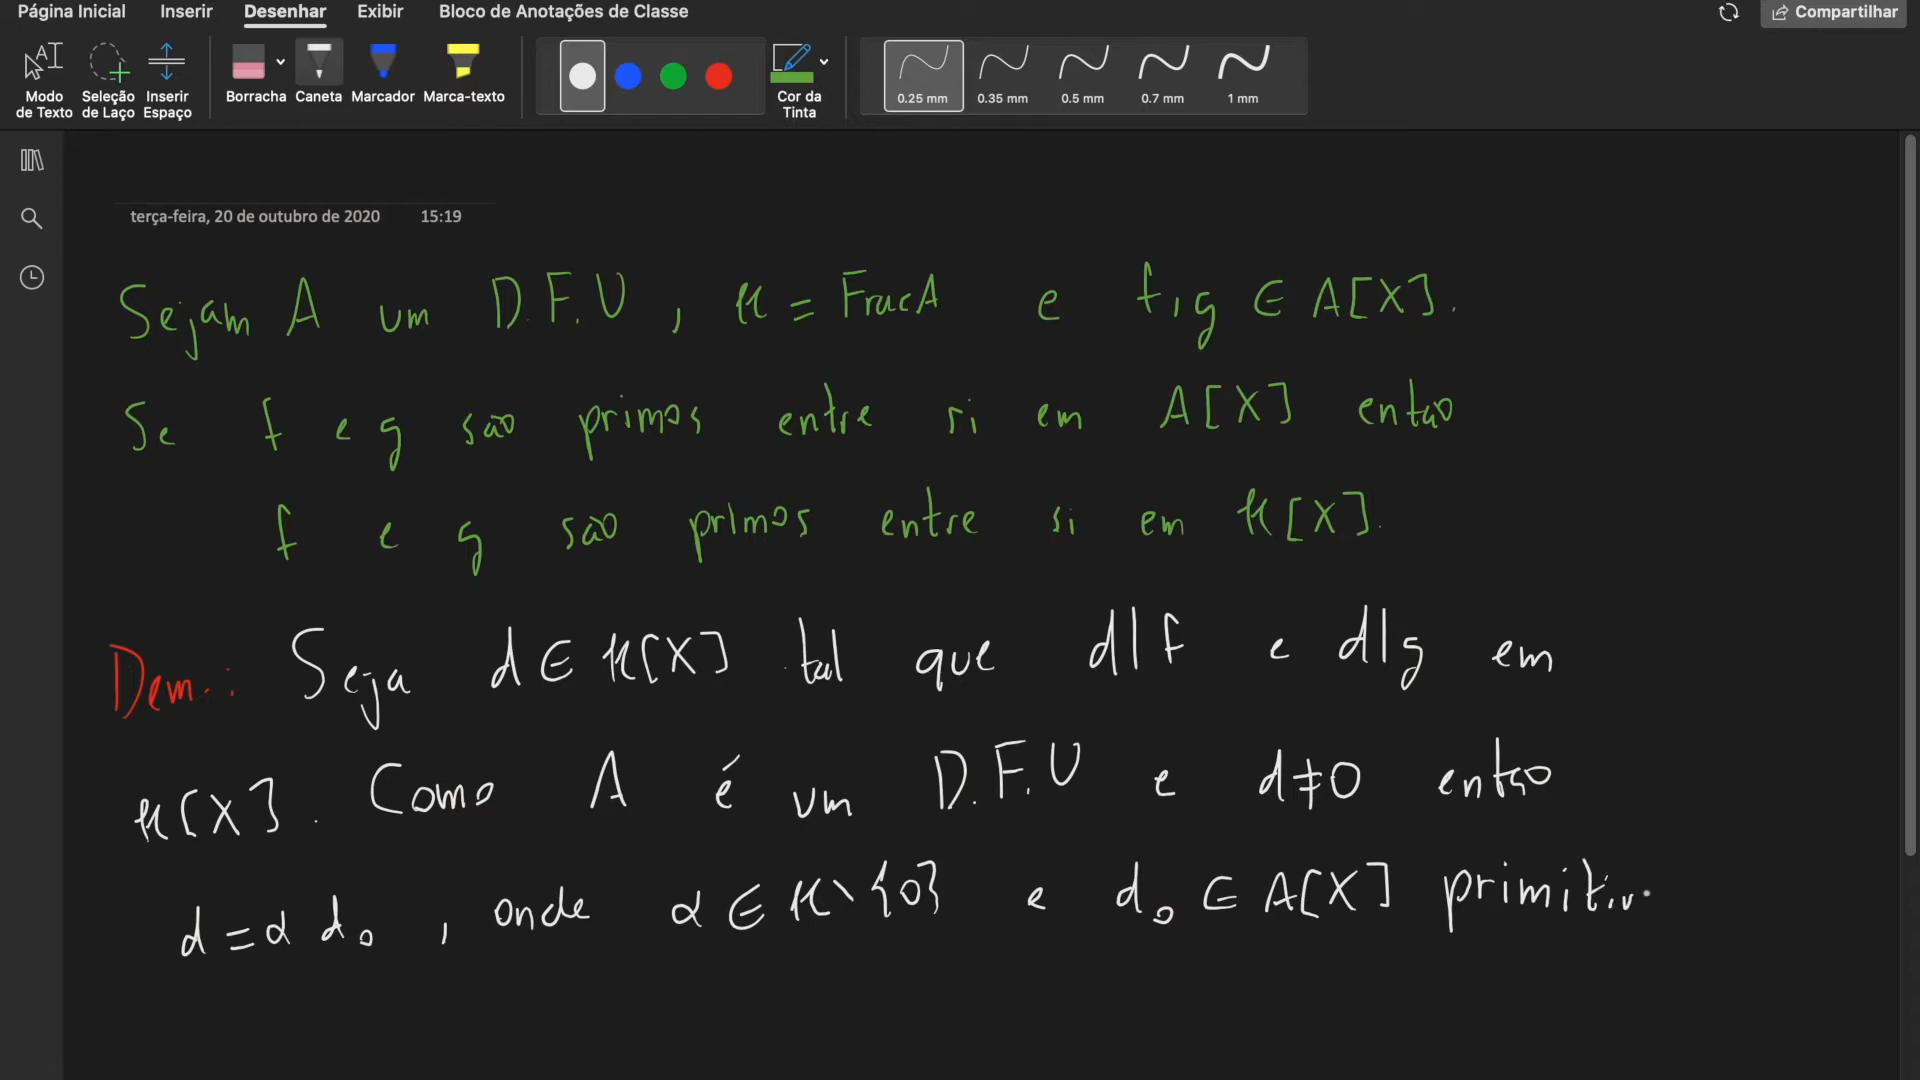 Página Inicial Inserir Desenhar Exibir Bloco de Anotações de Classe Compartilhar
Modo de Texto Seleção de Laço Inserir Espaço Borracha Caneta Marcador Marca-texto Cor da Tinta 0.25 mm 0.35 mm 0.5 mm 0.7 mm 1 mm
terça-feira, 20 de outubro de 2020 15:19
Sejam A um D.F.U, K = FracA e f,g ∈ A[X].
Se f e g são primos entre si em A[X] então
f e g são primos entre si em K[X].
Dem.: Seja d ∈ K[X] tal que d|f e d|g em
K[X]. Como A é um D.F.U e d≠0 então
d = α d₀, onde α ∈ K\{0} e d₀ ∈ A[X] primitiv